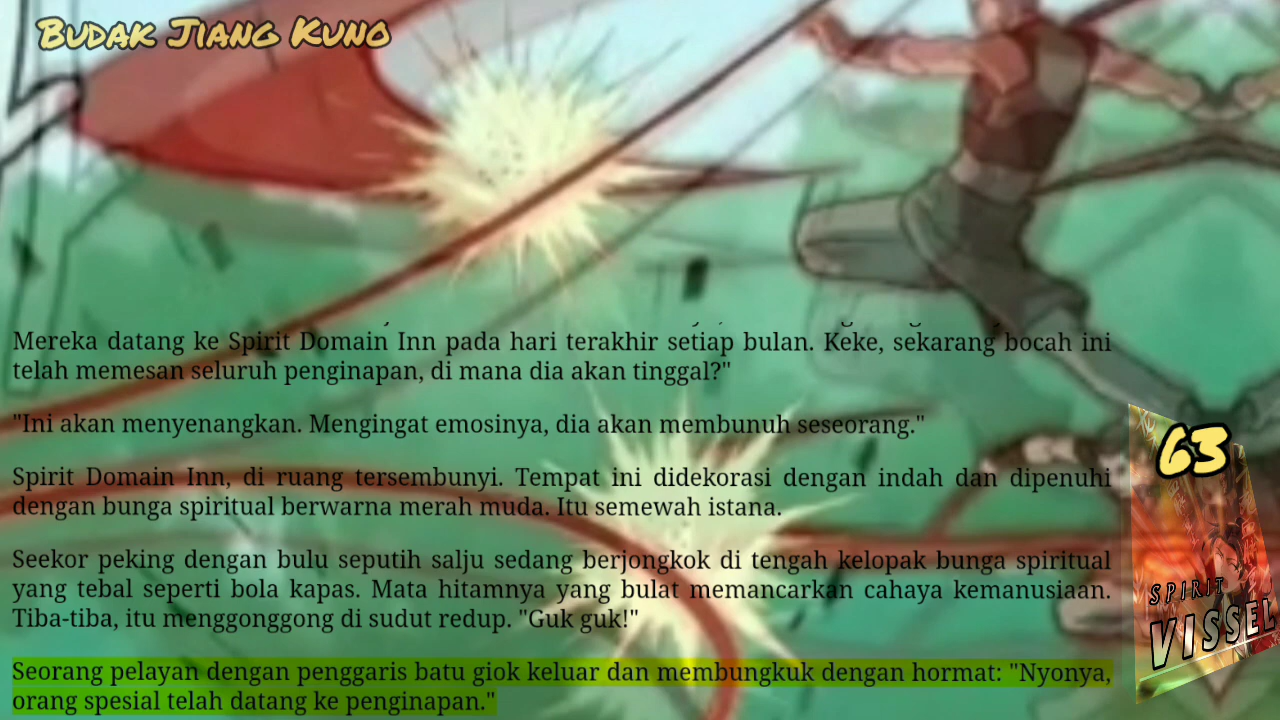 Budak Jiang Kuno
Mereka datang ke Spirit Domain Inn pada hari terakhir setiap bulan. Keke, sekarang bocah ini
telah memesan seluruh penginapan, di mana dia akan tinggal?"
"Ini akan menyenangkan. Mengingat emosinya, dia akan membunuh seseorang."
Spirit Domain Inn, di ruang tersembunyi. Tempat ini didekorasi dengan indah dan dipenuhi
dengan bunga spiritual berwarna merah muda. Itu semewah istana.
Seekor peking dengan bulu seputih salju sedang berjongkok di tengah kelopak bunga spiritual
yang tebal seperti bola kapas. Mata hitamnya yang bulat memancarkan cahaya kemanusiaan.
Tiba-tiba, itu menggonggong di sudut redup. "Guk guk!"
Seorang pelayan dengan penggaris batu giok keluar dan membungkuk dengan hormat: "Nyonya,
orang spesial telah datang ke penginapan."
63
SPIRIT
VISSEL